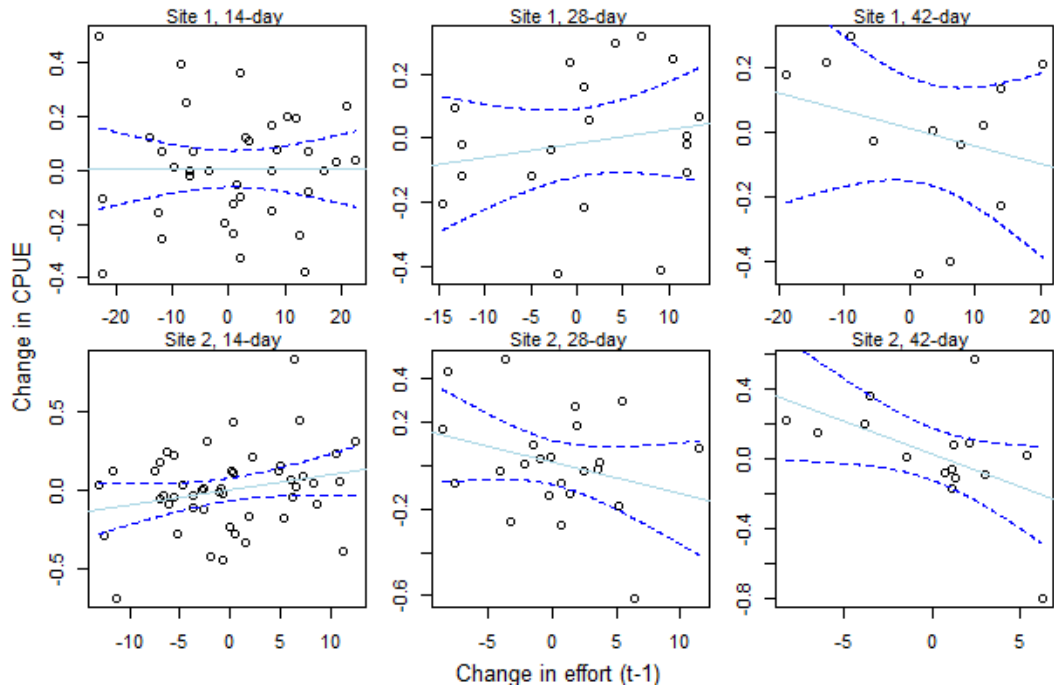 Site 1, 14-day
Site 1, 28-day
Site 1, 42-day
0.4
0.2
0.0
-0.2
-0.4
-20 -10 0 10 20
0.2
0.0
-0.2
-0.4
-15 -10 -5 0 5 10
0.2
0.0
-0.2
-0.4
-20 -10 0 10 20
Change in CPUE
Site 2, 14-day
Site 2, 28-day
Site 2, 42-day
0.5
0.0
-0.5
-10 -5 0 5 10
0.4
0.2
-0.2
-0.6
-5 0 5 10
0.4
0.0
-0.4
-0.8
-5 0 5
Change in effort (t-1)